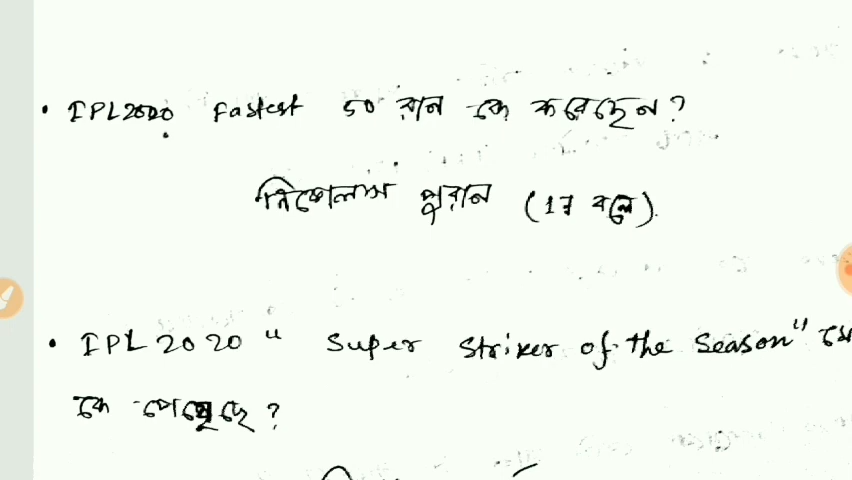 • IPL2020 Fastest 50 রান কে করেছেন?
নিকোলাস পুরান (17 বলে).
• IPL 2020 " Super Striker of the Season"
কে পেয়েছে?